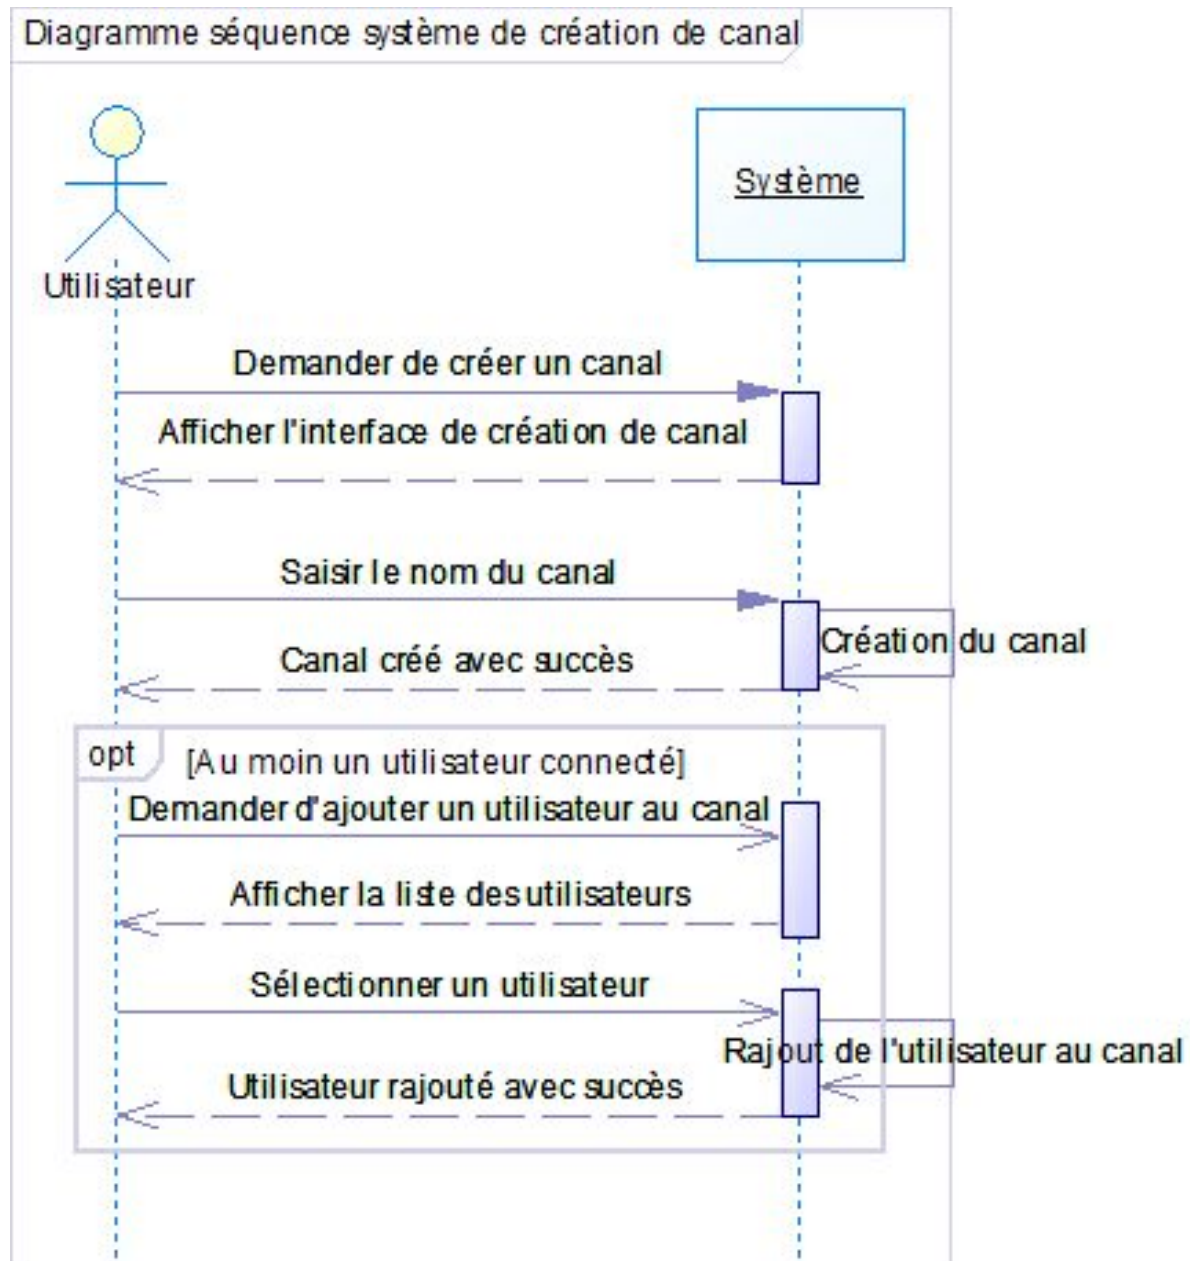 Diagramme séquence système de création de canal
Système
Utilisateur
Demander de créer un canal
Afficher l'interface de création de canal
Saisir le nom du canal
Création du canal
Canal créé avec succès
opt
[Au moin un utilisateur connecté]
Demander d'ajouter un utilisateur au canal
Afficher la liste des utilisateurs
Sélectionner un utilisateur
Rajout de l'utilisateur au canal
Utilisateur rajouté avec succès